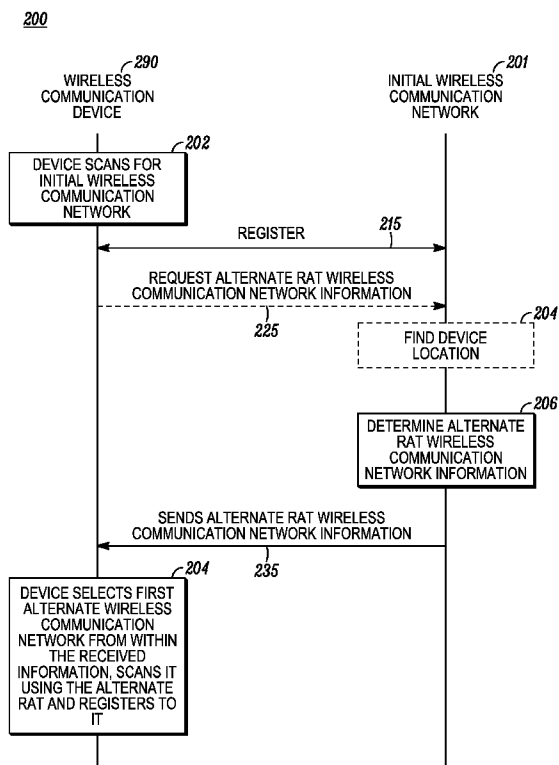 200
290
WIRELESS
COMMUNICATION
DEVICE
201
INITIAL WIRELESS
COMMUNICATION
NETWORK
202
DEVICE SCANS FOR
INITIAL WIRELESS
COMMUNICATION
NETWORK
REGISTER
215
REQUEST ALTERNATE RAT WIRELESS
COMMUNICATION NETWORK INFORMATION
225
204
FIND DEVICE
LOCATION
206
DETERMINE ALTERNATE
RAT WIRELESS
COMMUNICATION
NETWORK INFORMATION
SENDS ALTERNATE RAT WIRELESS
COMMUNICATION NETWORK INFORMATION
235
204
DEVICE SELECTS FIRST
ALTERNATE WIRELESS
COMMUNICATION
NETWORK FROM WITHIN
THE RECEIVED
INFORMATION, SCANS IT
USING THE ALTERNATE
RAT AND REGISTERS TO
IT